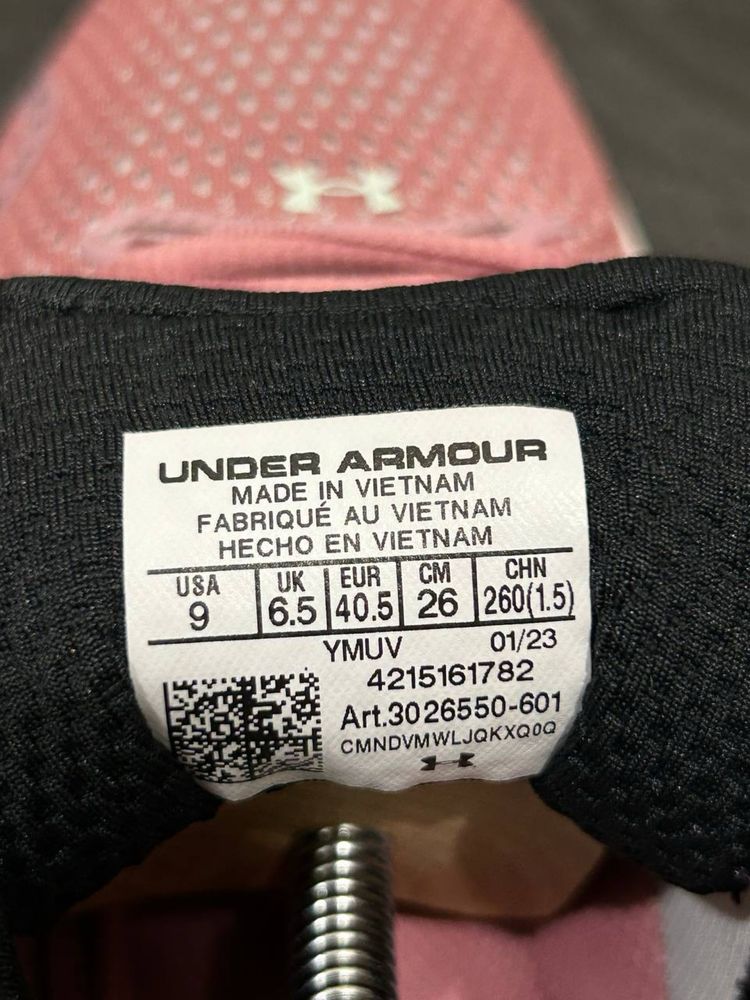 UNDER ARMOUR
MADE IN VIETNAM
FABRIQUÉ AU VIETNAM
HECHO EN VIETNAM
USA UK EUR CM CHN
9 6.5 40.5 26 260(1.5)
YMUV 01/23
4215161782
Art.3026550-601
CMNDVMWLJQKXQ0Q